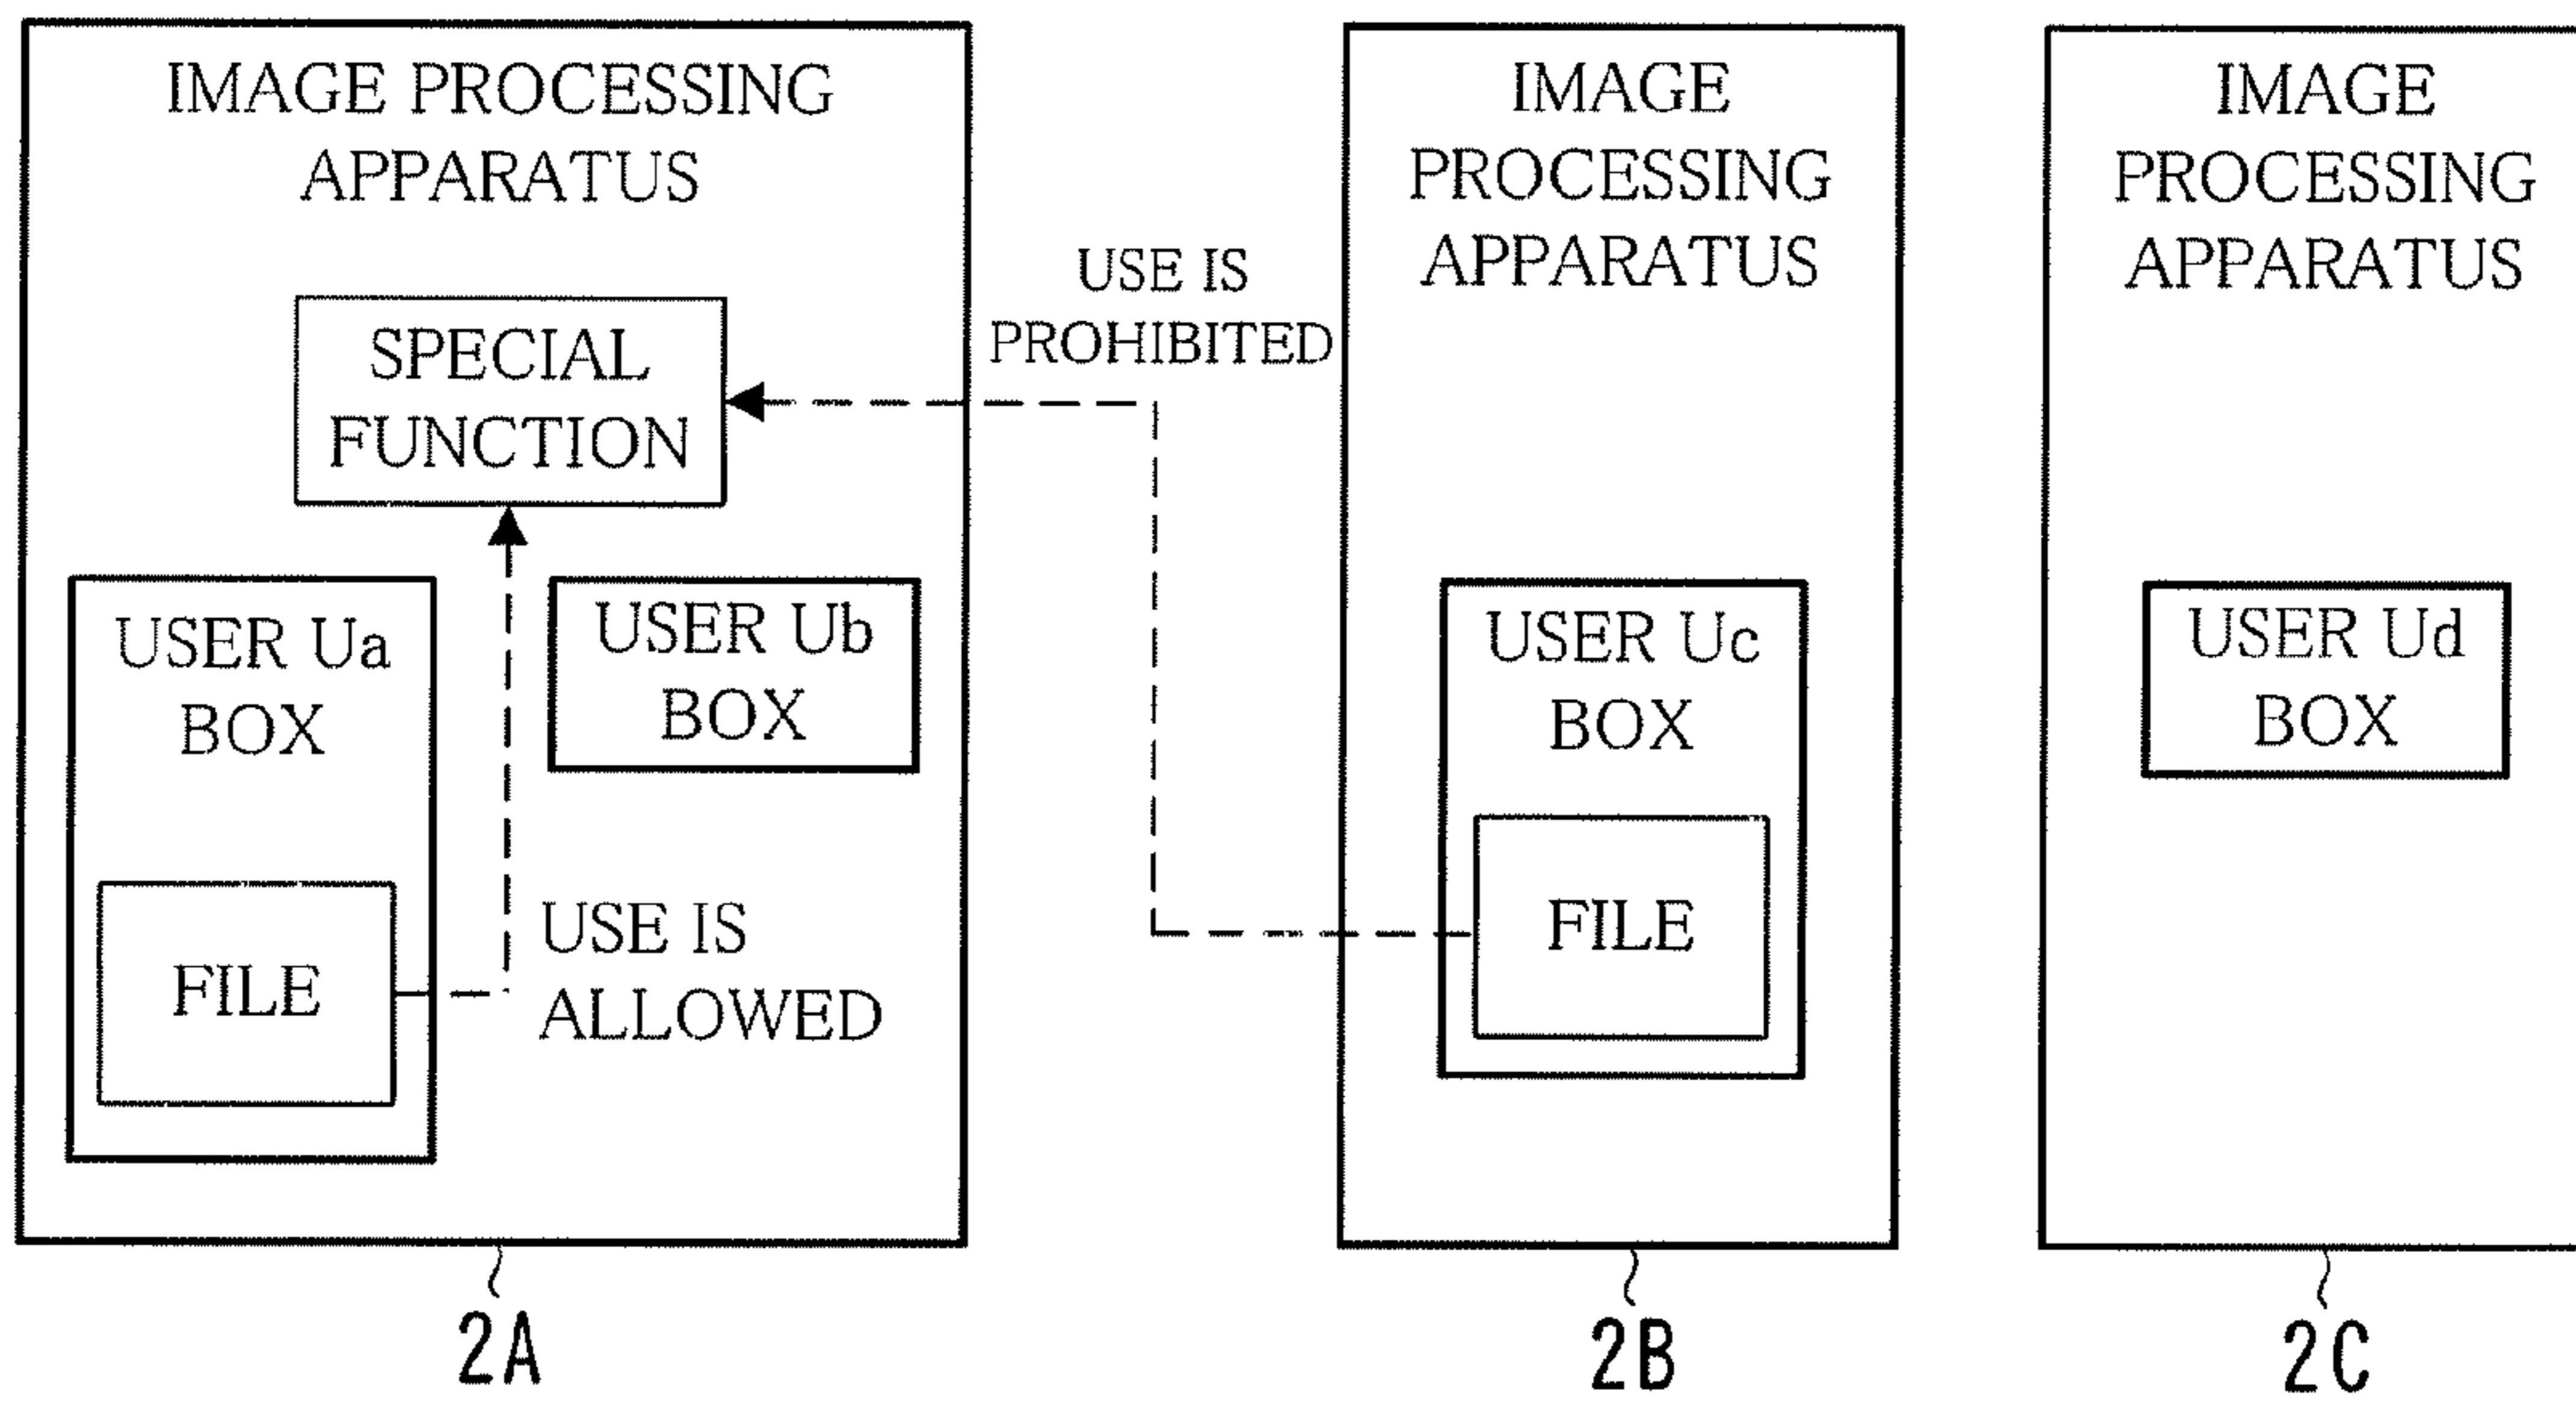 IMAGE PROCESSING
APPARATUS
SPECIAL
FUNCTION
USER Ua
BOX
FILE
USER Ub
BOX
USE IS
ALLOWED
2A
USE IS
PROHIBITED
IMAGE
PROCESSING
APPARATUS
USER Uc
BOX
FILE
2B
IMAGE
PROCESSING
APPARATUS
USER Ud
BOX
2C